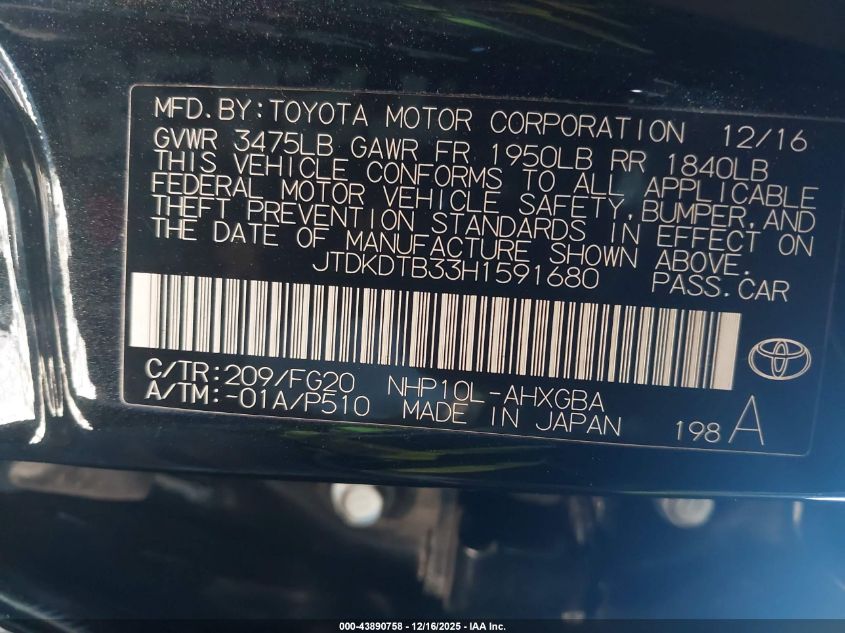 MFD.BY:TOYOTA MOTOR CORPORATION 12/16
GVWR 3475LB GAWR FR 1950LB RR 1840LB
THIS VEHICLE CONFORMS TO ALL APPLICABLE
FEDERAL MOTOR VEHICLE SAFETY,BUMPER,AND
THEFT PREVENTION STANDARDS IN EFFECT ON
THE DATE OF MANUFACTURE SHOWN ABOVE.
JTDKDTB33H1591680 PASS.CAR
C/TR:209/FG20 NHP10L-AHXGBA
A/TM:-01A/P510 MADE IN JAPAN 198 A
000-43890758 - 12/16/2025 - IAA Inc.